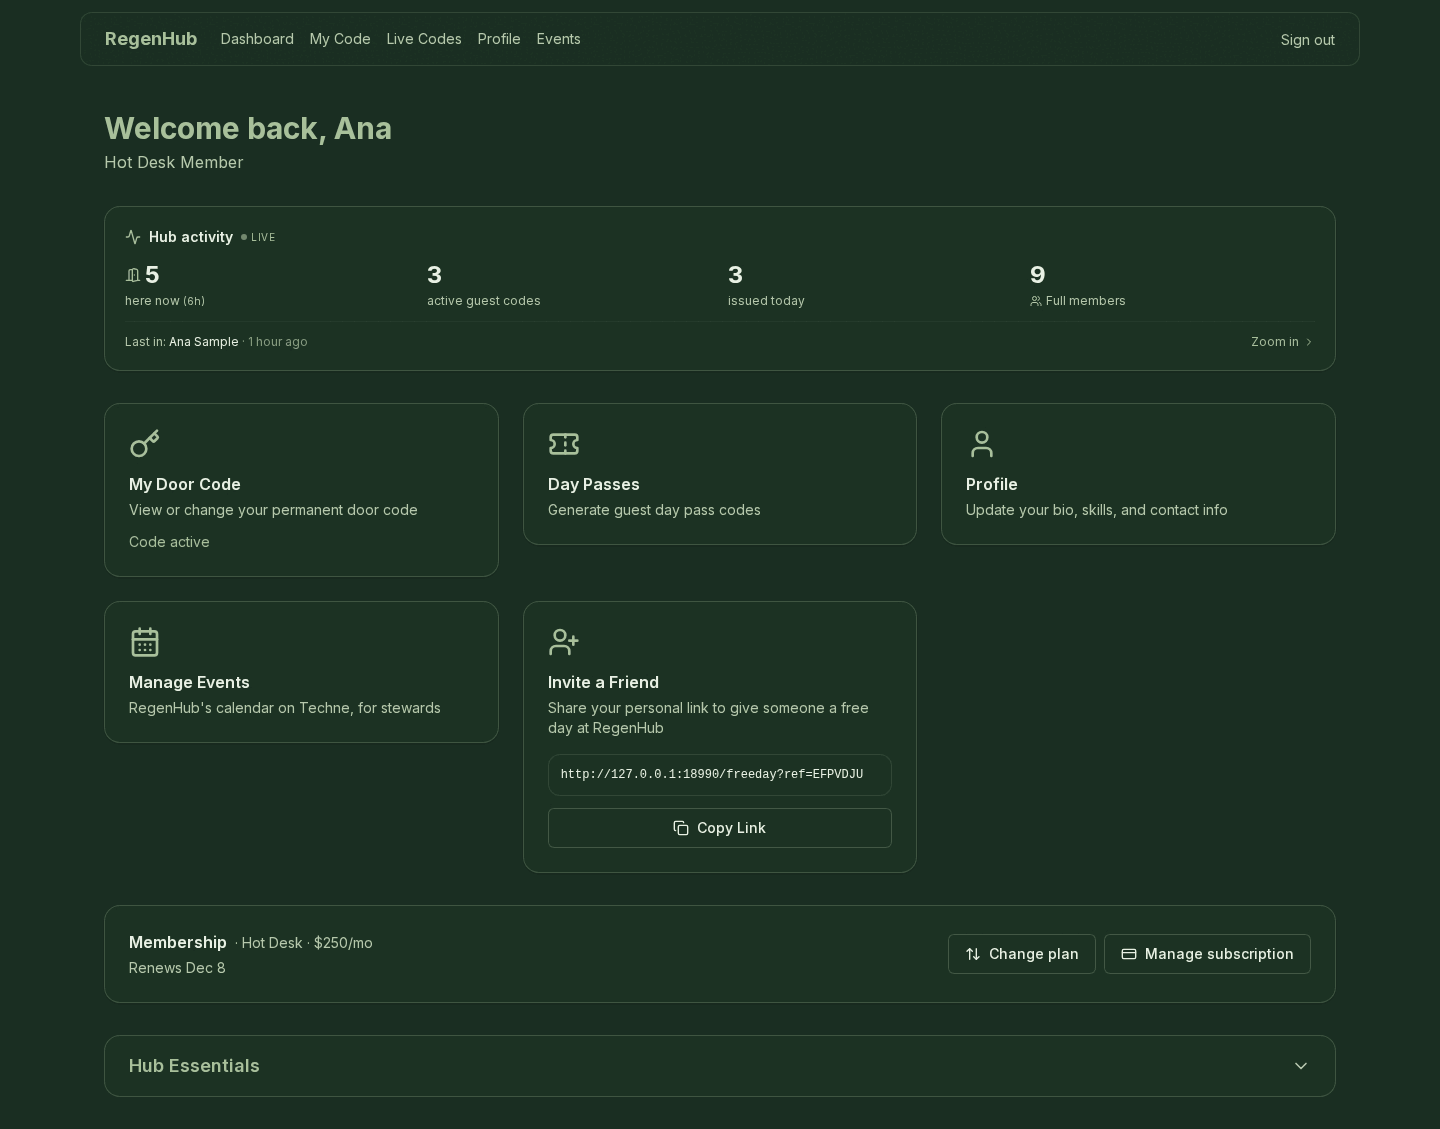 RegenHub Dashboard My Code Live Codes Profile Events Sign out
Welcome back, Ana
Hot Desk Member
Hub activity LIVE
5 3 3 9
here now (6h) active guest codes issued today Full members
Last in: Ana Sample · 1 hour ago Zoom in
My Door Code
View or change your permanent door code
Code active
Day Passes
Generate guest day pass codes
Profile
Update your bio, skills, and contact info
Manage Events
RegenHub's calendar on Techne, for stewards
Invite a Friend
Share your personal link to give someone a free
day at RegenHub
http://127.0.0.1:18990/freeday?ref=EFPVDJU
Copy Link
Membership · Hot Desk · $250/mo
Renews Dec 8
Change plan Manage subscription
Hub Essentials